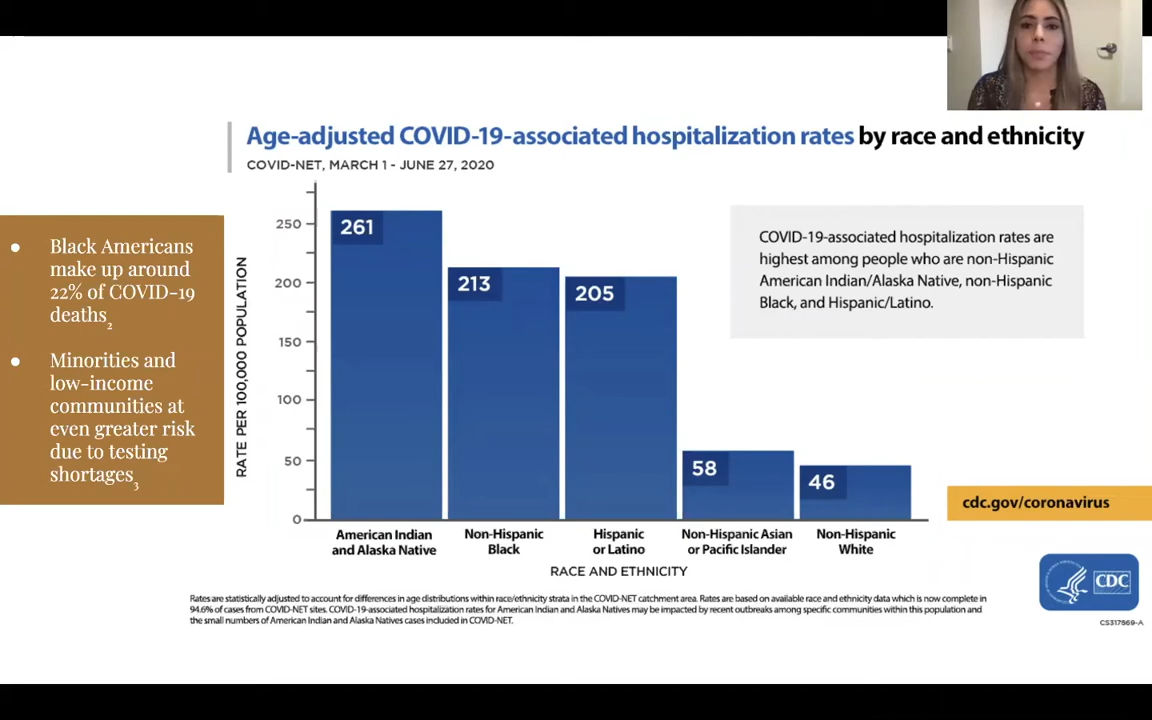 Age-adjusted COVID-19-associated hospitalization rates by race and ethnicity
COVID-NET, MARCH 1 - JUNE 27, 2020
● Black Americans
make up around
22% of COVID-19
deaths2
● Minorities and
low-income
communities at
even greater risk
due to testing
shortages3
RATE PER 100,000 POPULATION
250
200
150
100
50
0
261
213
205
58
46
American Indian
and Alaska Native
Non-Hispanic
Black
Hispanic
or Latino
Non-Hispanic Asian
or Pacific Islander
Non-Hispanic
White
RACE AND ETHNICITY
COVID-19-associated hospitalization rates are
highest among people who are non-Hispanic
American Indian/Alaska Native, non-Hispanic
Black, and Hispanic/Latino.
cdc.gov/coronavirus
CDC
CS317869-A
Rates are statistically adjusted to account for differences in age distributions within race/ethnicity strata in the COVID-NET catchment area. Rates are based on available race and ethnicity data which is now complete in
94.6% of cases from COVID-NET sites. COVID-19-associated hospitalization rates for American Indian and Alaska Natives may be impacted by recent outbreaks among specific communities within this population and
the small numbers of American Indian and Alaska Natives cases included in COVID-NET.